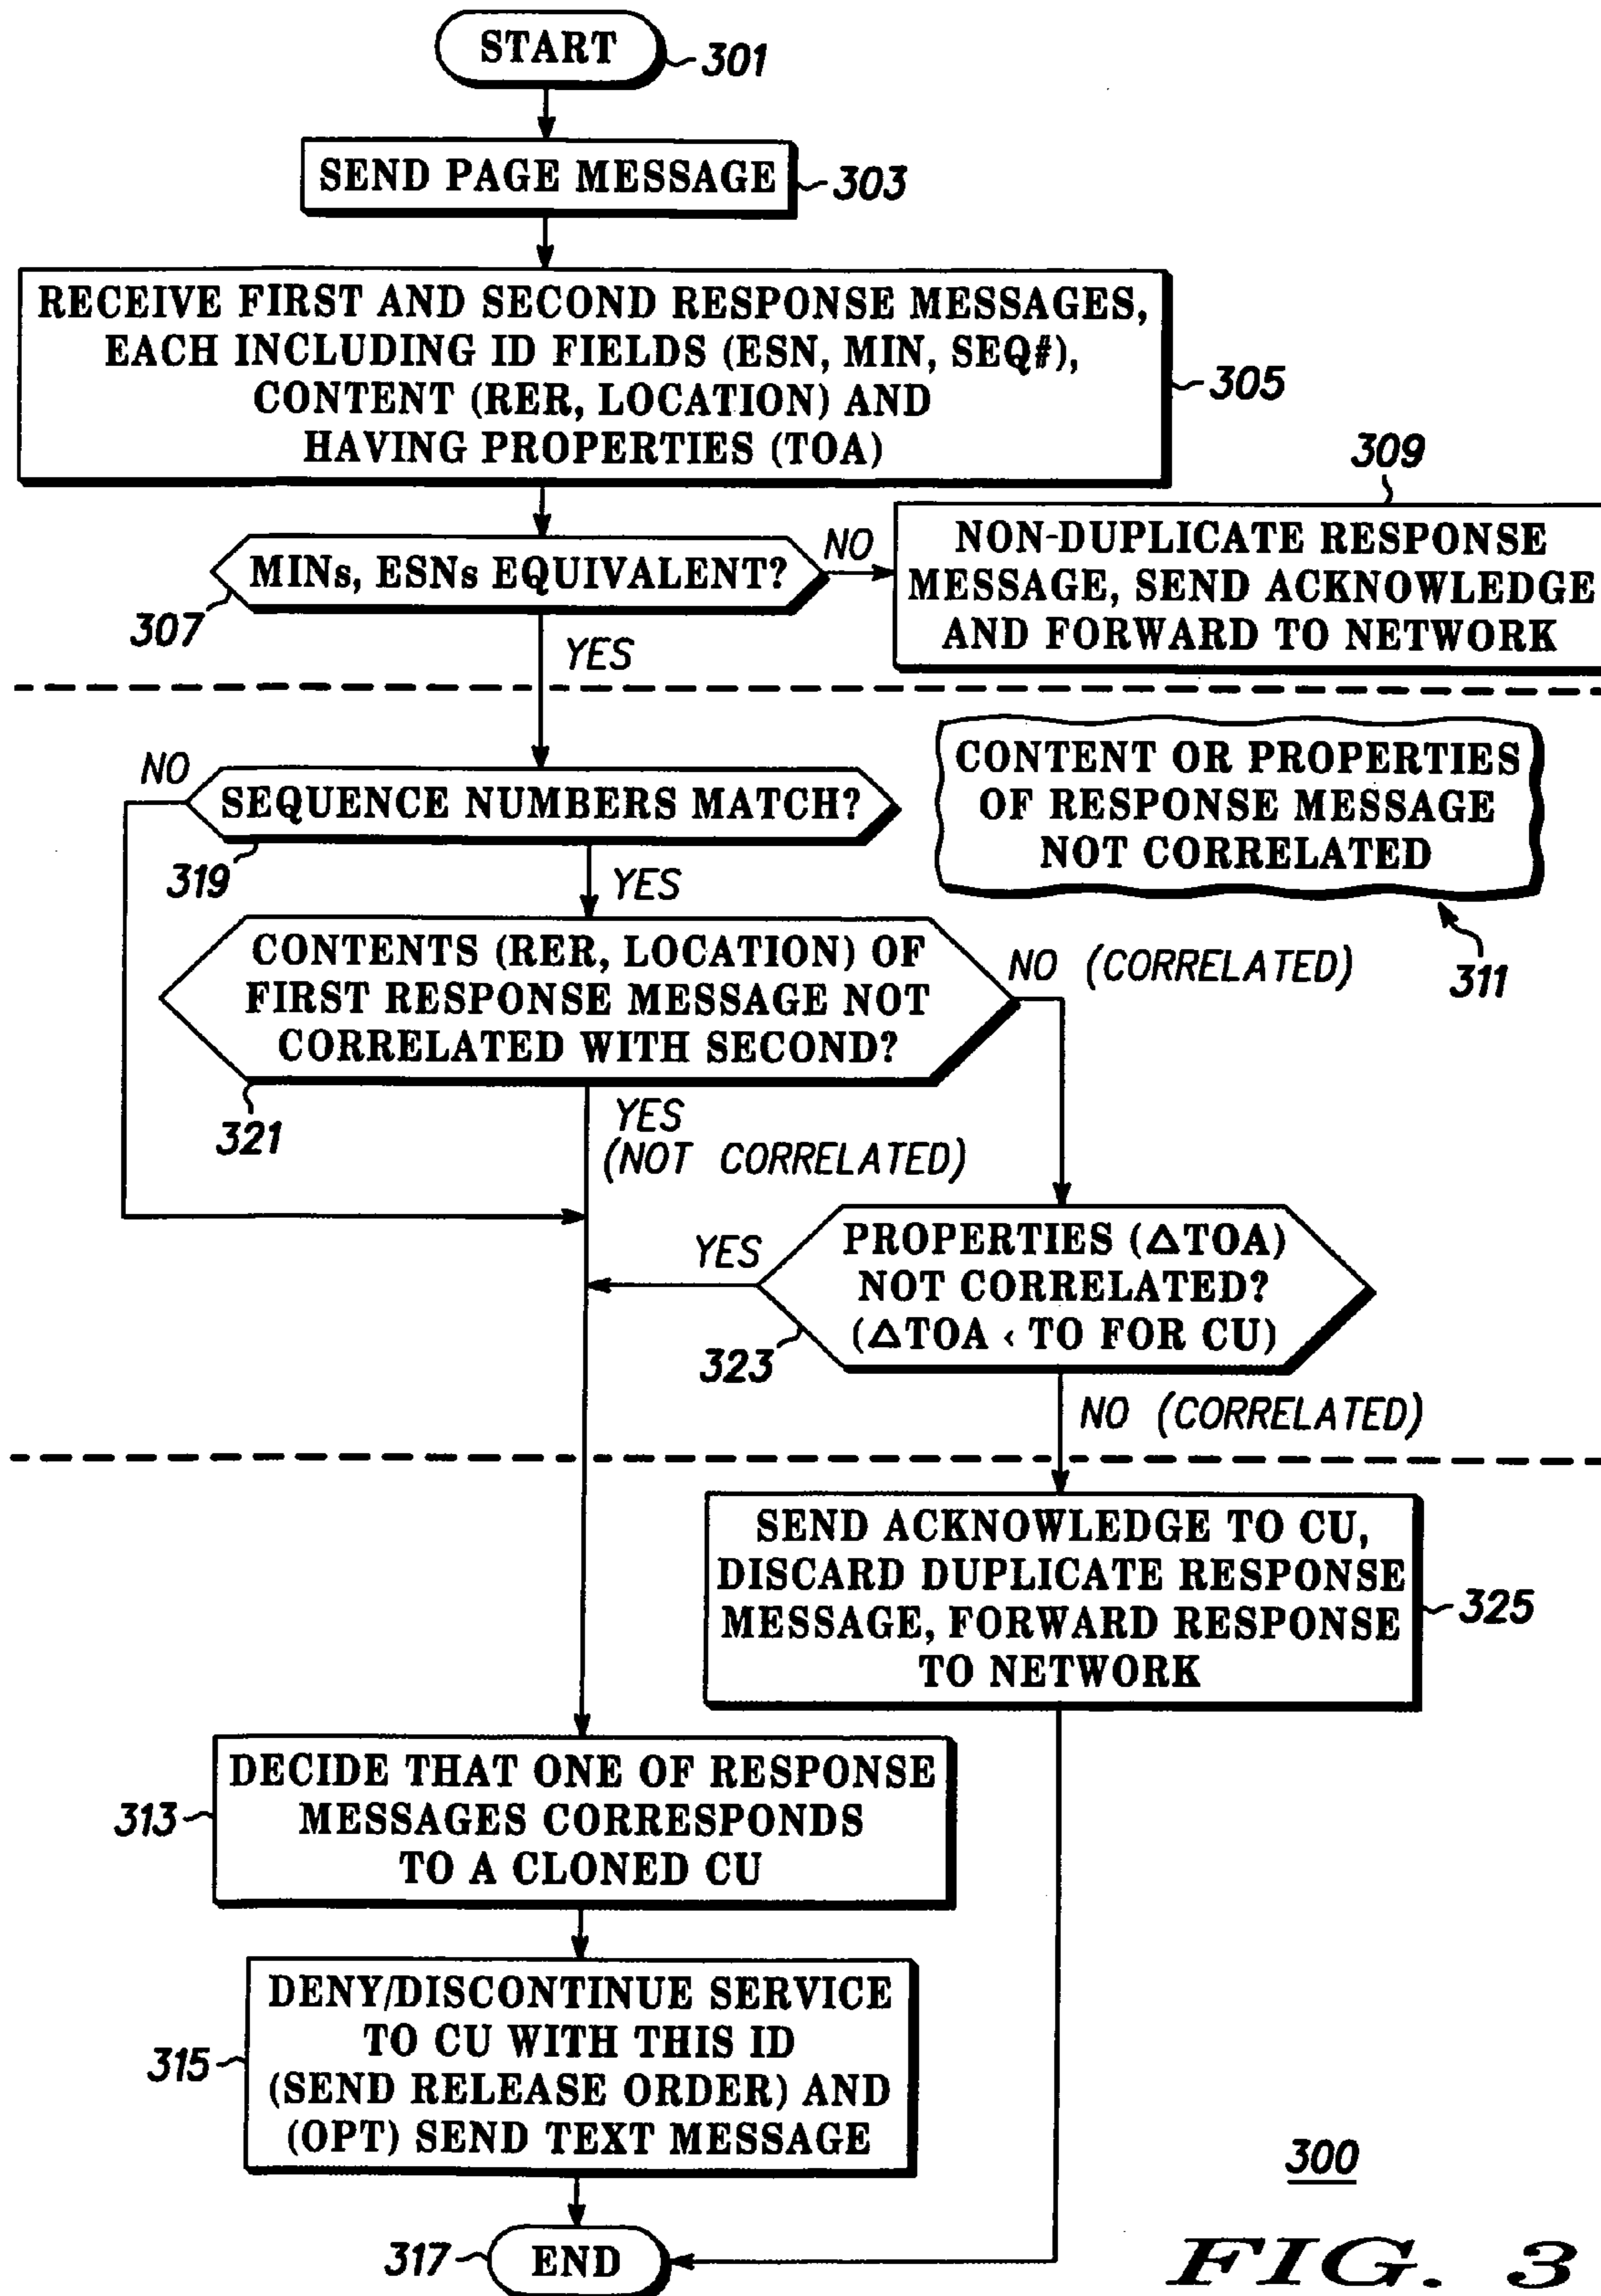 START
301
SEND PAGE MESSAGE
303
RECEIVE FIRST AND SECOND RESPONSE MESSAGES,
EACH INCLUDING ID FIELDS (ESN, MIN, SEQ#),
CONTENT (RER, LOCATION) AND
HAVING PROPERTIES (TOA)
305
309
MINs, ESNs EQUIVALENT?
307
NO
NON-DUPLICATE RESPONSE
MESSAGE, SEND ACKNOWLEDGE
AND FORWARD TO NETWORK
YES
NO
SEQUENCE NUMBERS MATCH?
319
YES
CONTENT OR PROPERTIES
OF RESPONSE MESSAGE
NOT CORRELATED
311
CONTENTS (RER, LOCATION) OF
FIRST RESPONSE MESSAGE NOT
CORRELATED WITH SECOND?
321
NO (CORRELATED)
YES
(NOT CORRELATED)
YES
PROPERTIES (△TOA)
NOT CORRELATED?
(△TOA < TO FOR CU)
323
NO (CORRELATED)
SEND ACKNOWLEDGE TO CU,
DISCARD DUPLICATE RESPONSE
MESSAGE, FORWARD RESPONSE
TO NETWORK
325
DECIDE THAT ONE OF RESPONSE
MESSAGES CORRESPONDS
TO A CLONED CU
313
DENY/DISCONTINUE SERVICE
TO CU WITH THIS ID
(SEND RELEASE ORDER) AND
(OPT) SEND TEXT MESSAGE
315
317
END
300
FIG. 3